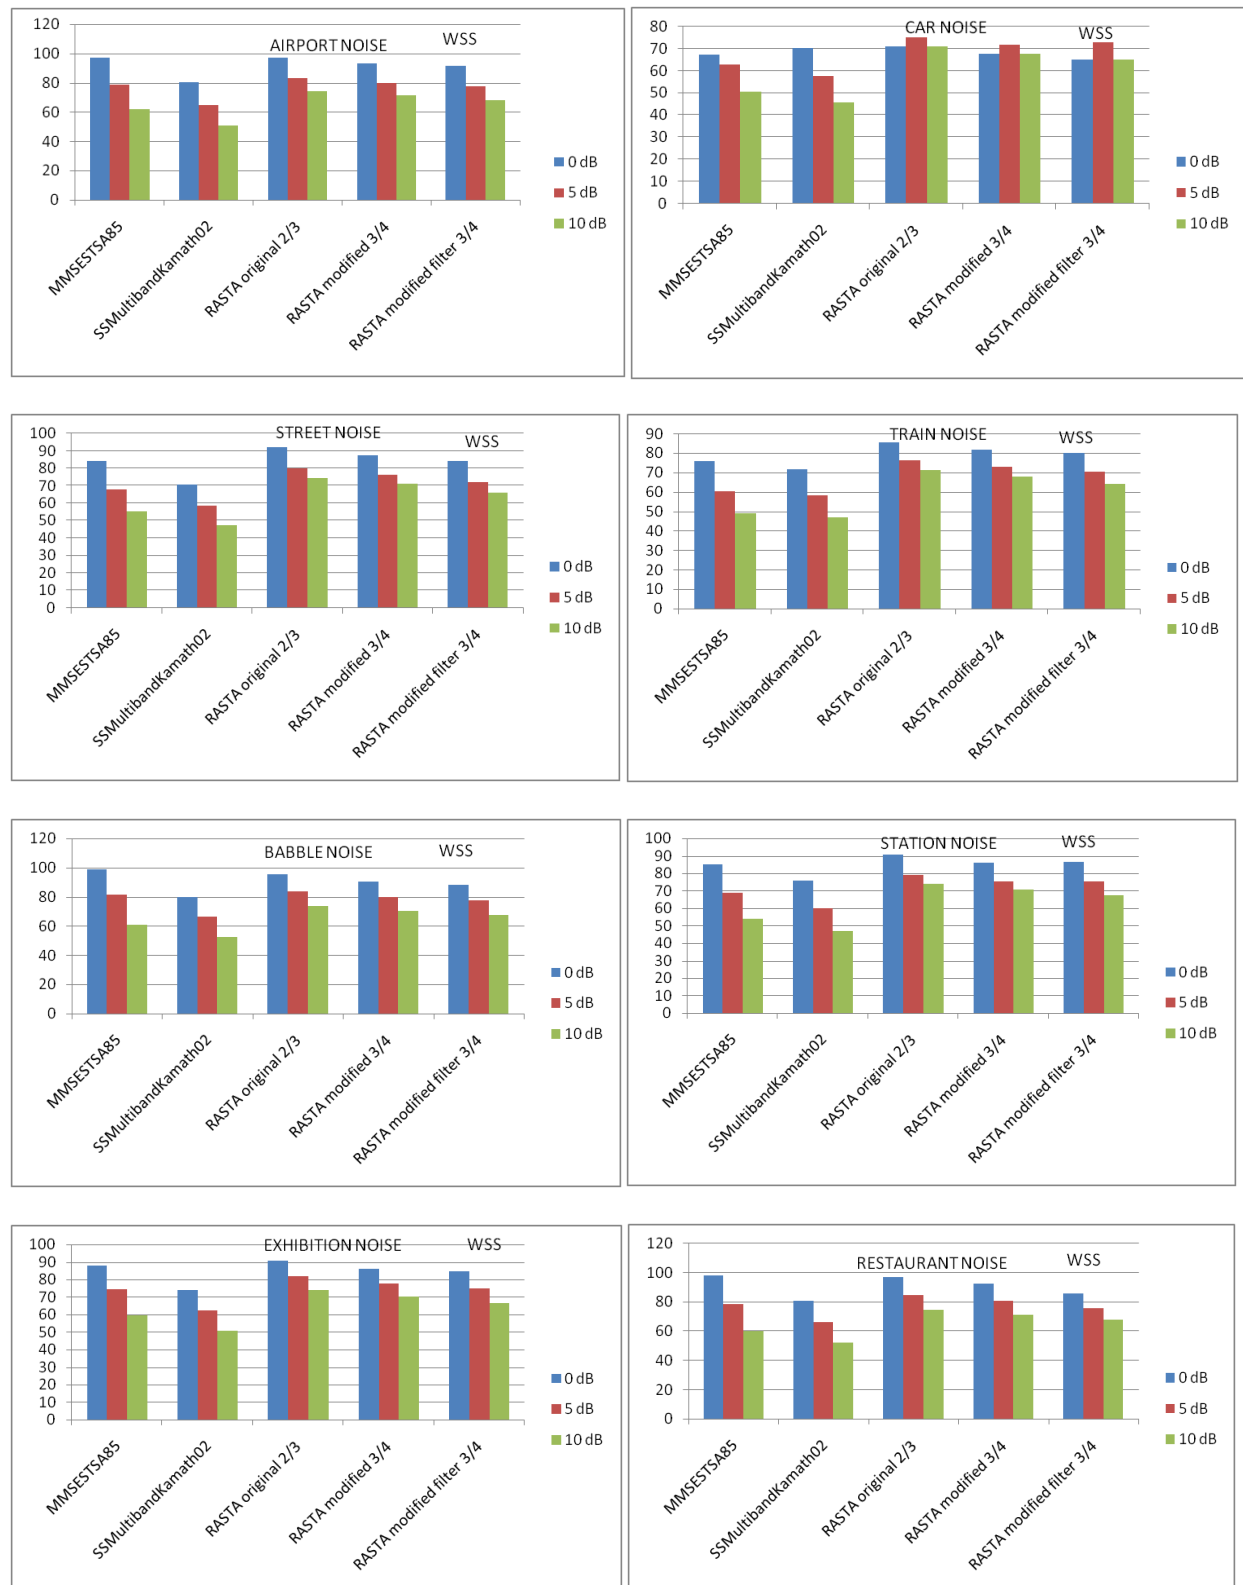 AIRPORT NOISE WSS
120
100
80
60
40
20
0
0 dB
5 dB
10 dB
MMSESTSA85
SSMultibandKamath02
RASTA original 2/3
RASTA modified 3/4
RASTA modified filter 3/4
CAR NOISE WSS
80
70
60
50
40
30
20
10
0
0 dB
5 dB
10 dB
MMSESTSA85
SSMultibandKamath02
RASTA original 2/3
RASTA modified 3/4
RASTA modified filter 3/4
STREET NOISE WSS
100
90
80
70
60
50
40
30
20
10
0
0 dB
5 dB
10 dB
MMSESTSA85
SSMultibandKamath02
RASTA original 2/3
RASTA modified 3/4
RASTA modified filter 3/4
TRAIN NOISE WSS
90
80
70
60
50
40
30
20
10
0
0 dB
5 dB
10 dB
MMSESTSA85
SSMultibandKamath02
RASTA original 2/3
RASTA modified 3/4
RASTA modified filter 3/4
BABBLE NOISE WSS
120
100
80
60
40
20
0
0 dB
5 dB
10 dB
MMSESTSA85
SSMultibandKamath02
RASTA original 2/3
RASTA modified 3/4
RASTA modified filter 3/4
STATION NOISE WSS
100
90
80
70
60
50
40
30
20
10
0
0 dB
5 dB
10 dB
MMSESTSA85
SSMultibandKamath02
RASTA original 2/3
RASTA modified 3/4
RASTA modified filter 3/4
EXHIBITION NOISE WSS
100
90
80
70
60
50
40
30
20
10
0
0 dB
5 dB
10 dB
MMSESTSA85
SSMultibandKamath02
RASTA original 2/3
RASTA modified 3/4
RASTA modified filter 3/4
RESTAURANT NOISE WSS
120
100
80
60
40
20
0
0 dB
5 dB
10 dB
MMSESTSA85
SSMultibandKamath02
RASTA original 2/3
RASTA modified 3/4
RASTA modified filter 3/4